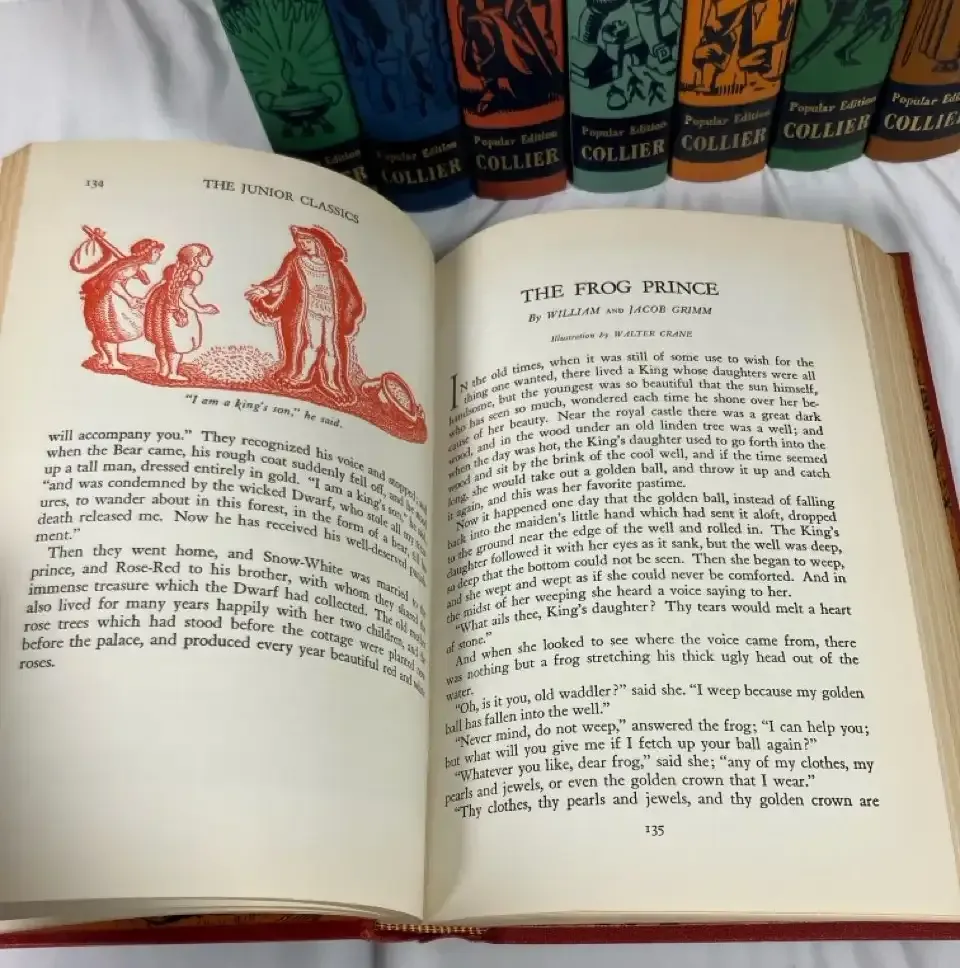 Popular Edition
COLLIER
Popular Edition
COLLIER
Popular Edition
COLLIER
Popular Edition
COLLIER
Popular Edition
COLLIER
Popular Edition
134
THE JUNIOR CLASSICS
"I am a king's son," he said.
will accompany you." They recognized his voice and stopped; and
when the Bear came, his rough coat suddenly fell off, and he stood
up a tall man, dressed entirely in gold. "I am a king's son," he said,
"and was condemned by the wicked Dwarf, who stole all my
ures, to wander about in this forest, in the form of a bear, till his
death released me. Now he has received his well-deserved
ment."
Then they went home, and Snow-White was married to the
prince, and Rose-Red to his brother, with whom they shared the
immense treasure which the Dwarf had collected. The old mother
also lived for many years happily with her two children, and the
rose trees which had stood before the cottage were planted now
before the palace, and produced every year beautiful red and white
roses.
THE FROG PRINCE
By WILLIAM AND JACOB GRIMM
Illustration by WALTER CRANE
IN the old times, when it was still of some use to wish for the
thing one wanted, there lived a King whose daughters were all
handsome, but the youngest was so beautiful that the sun himself,
who has seen so much, wondered each time he shone over her be-
cause of her beauty. Near the royal castle there was a great dark
wood, and in the wood under an old linden tree was a well; and
when the day was hot, the King's daughter used to go forth into the
wood and sit by the brink of the cool well, and if the time seemed
long, she would take out a golden ball, and throw it up and catch
it again, and this was her favorite pastime.
Now it happened one day that the golden ball, instead of falling
back into the maiden's little hand which had sent it aloft, dropped
to the ground near the edge of the well and rolled in. The King's
daughter followed it with her eyes as it sank, but the well was deep,
so deep that the bottom could not be seen. Then she began to weep,
and she wept and wept as if she could never be comforted. And in
the midst of her weeping she heard a voice saying to her.
"What ails thee, King's daughter? Thy tears would melt a heart
of stone."
And when she looked to see where the voice came from, there
was nothing but a frog stretching his thick ugly head out of the
water.
"Oh, is it you, old waddler?" said she. "I weep because my golden
ball has fallen into the well."
"Never mind, do not weep," answered the frog; "I can help you;
but what will you give me if I fetch up your ball again?"
"Whatever you like, dear frog," said she; "any of my clothes, my
pearls and jewels, or even the golden crown that I wear."
"Thy clothes, thy pearls and jewels, and thy golden crown are
135